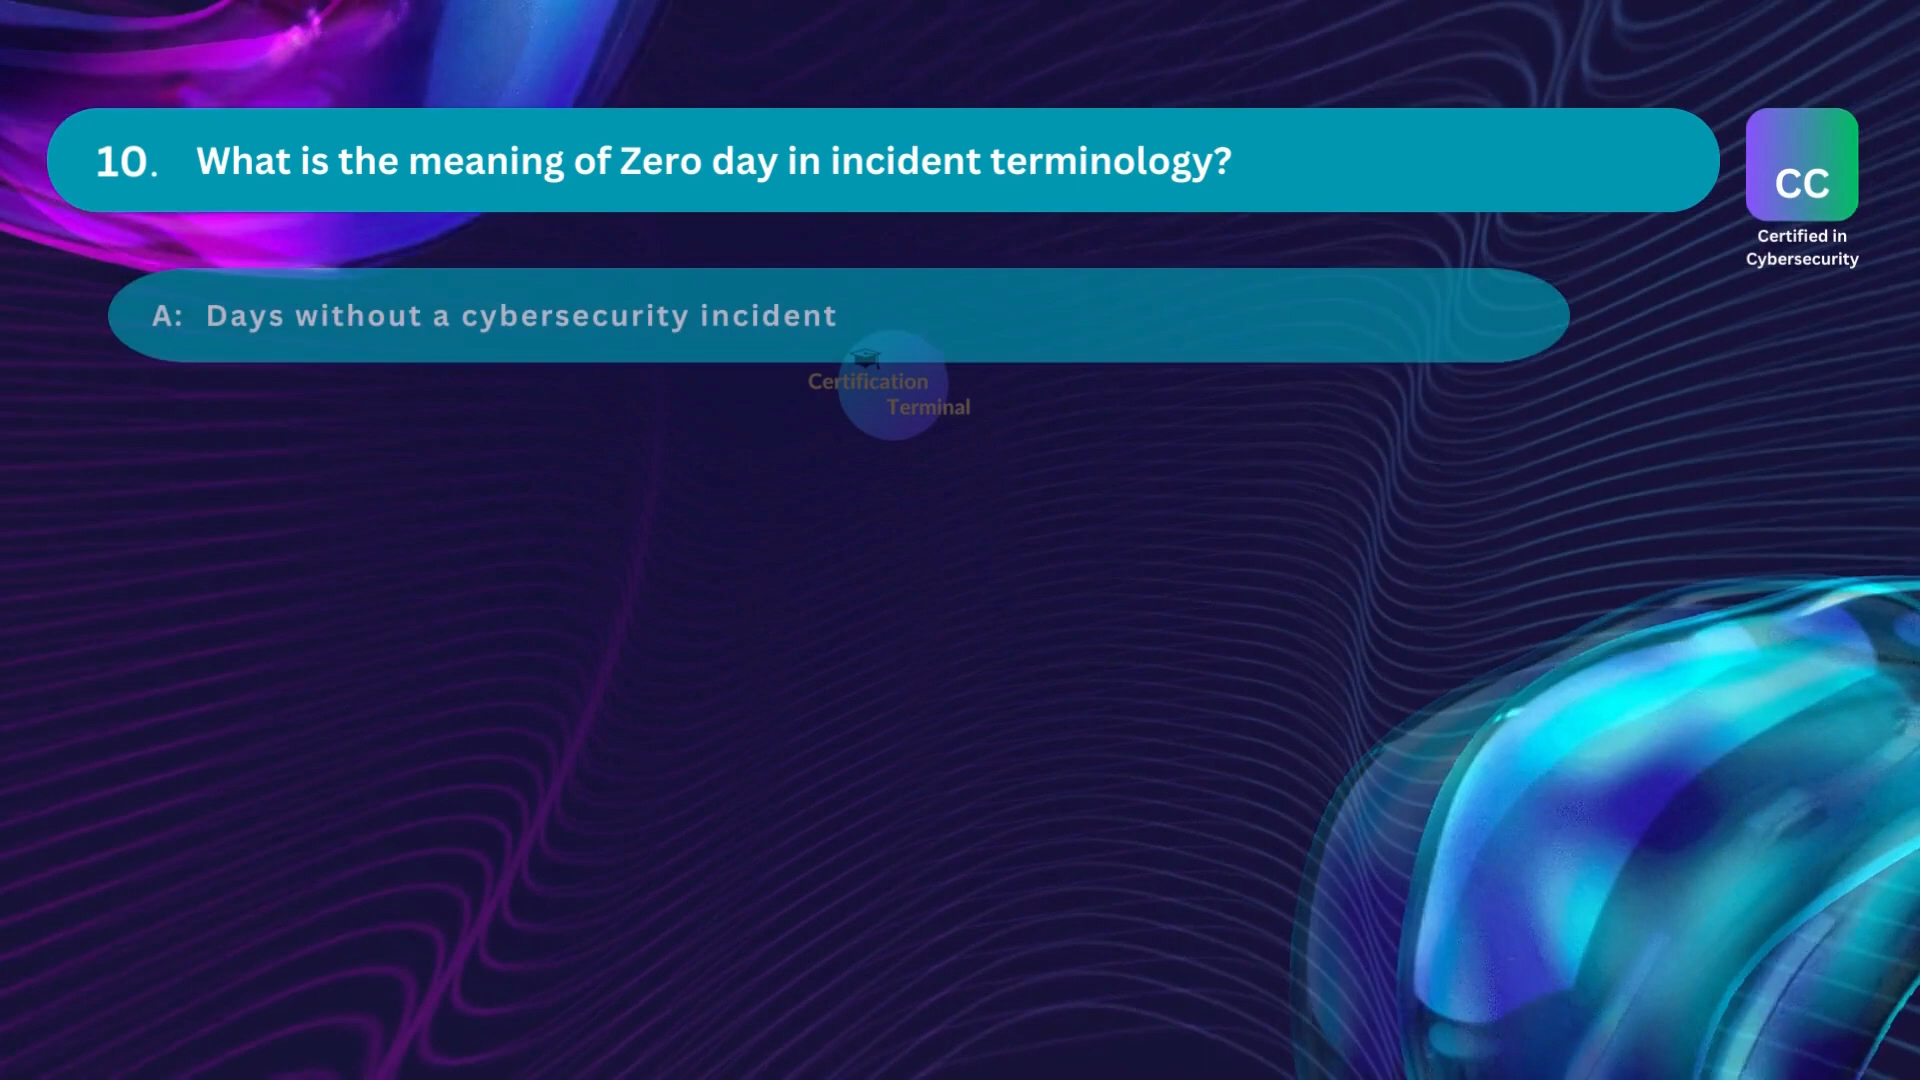 10. What is the meaning of Zero day in incident terminology?
CC
Certified in
Cybersecurity
A: Days without a cybersecurity incident
Certification
Terminal